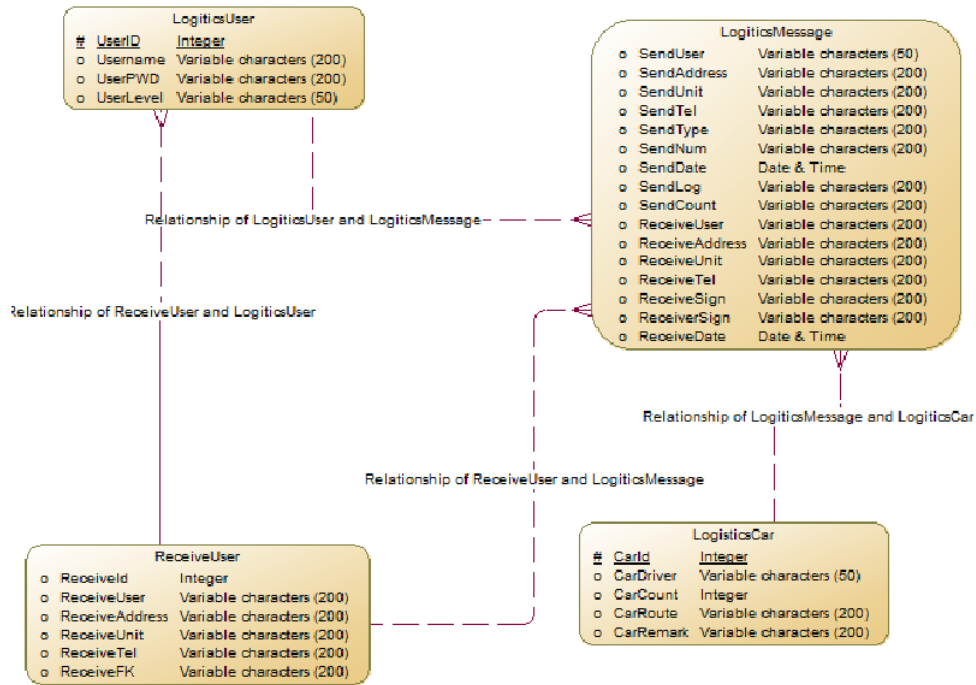 LogiticsUser
# UserID Integer
o Username Variable characters (200)
o UserPWD Variable characters (200)
o UserLevel Variable characters (50)
LogiticsMessage
o SendUser Variable characters (50)
o SendAddress Variable characters (200)
o SendUnit Variable characters (200)
o SendTel Variable characters (200)
o SendType Variable characters (200)
o SendNum Variable characters (200)
o SendDate Date & Time
o SendLog Variable characters (200)
o SendCount Variable characters (200)
o ReceiveUser Variable characters (200)
o ReceiveAddress Variable characters (200)
o ReceiveUnit Variable characters (200)
o ReceiveTel Variable characters (200)
o ReceiveSign Variable characters (200)
o ReceiverSign Variable characters (200)
o ReceiveDate Date & Time
Relationship of LogiticsUser and LogiticsMessage
Relationship of ReceiveUser and LogiticsUser
Relationship of LogiticsMessage and LogiticsCar
Relationship of ReceiveUser and LogiticsMessage
ReceiveUser
o ReceiveId Integer
o ReceiveUser Variable characters (200)
o ReceiveAddress Variable characters (200)
o ReceiveUnit Variable characters (200)
o ReceiveTel Variable characters (200)
o ReceiveFK Variable characters (200)
LogisticsCar
# CarId Integer
o CarDriver Variable characters (50)
o CarCount Integer
o CarRoute Variable characters (200)
o CarRemark Variable characters (200)